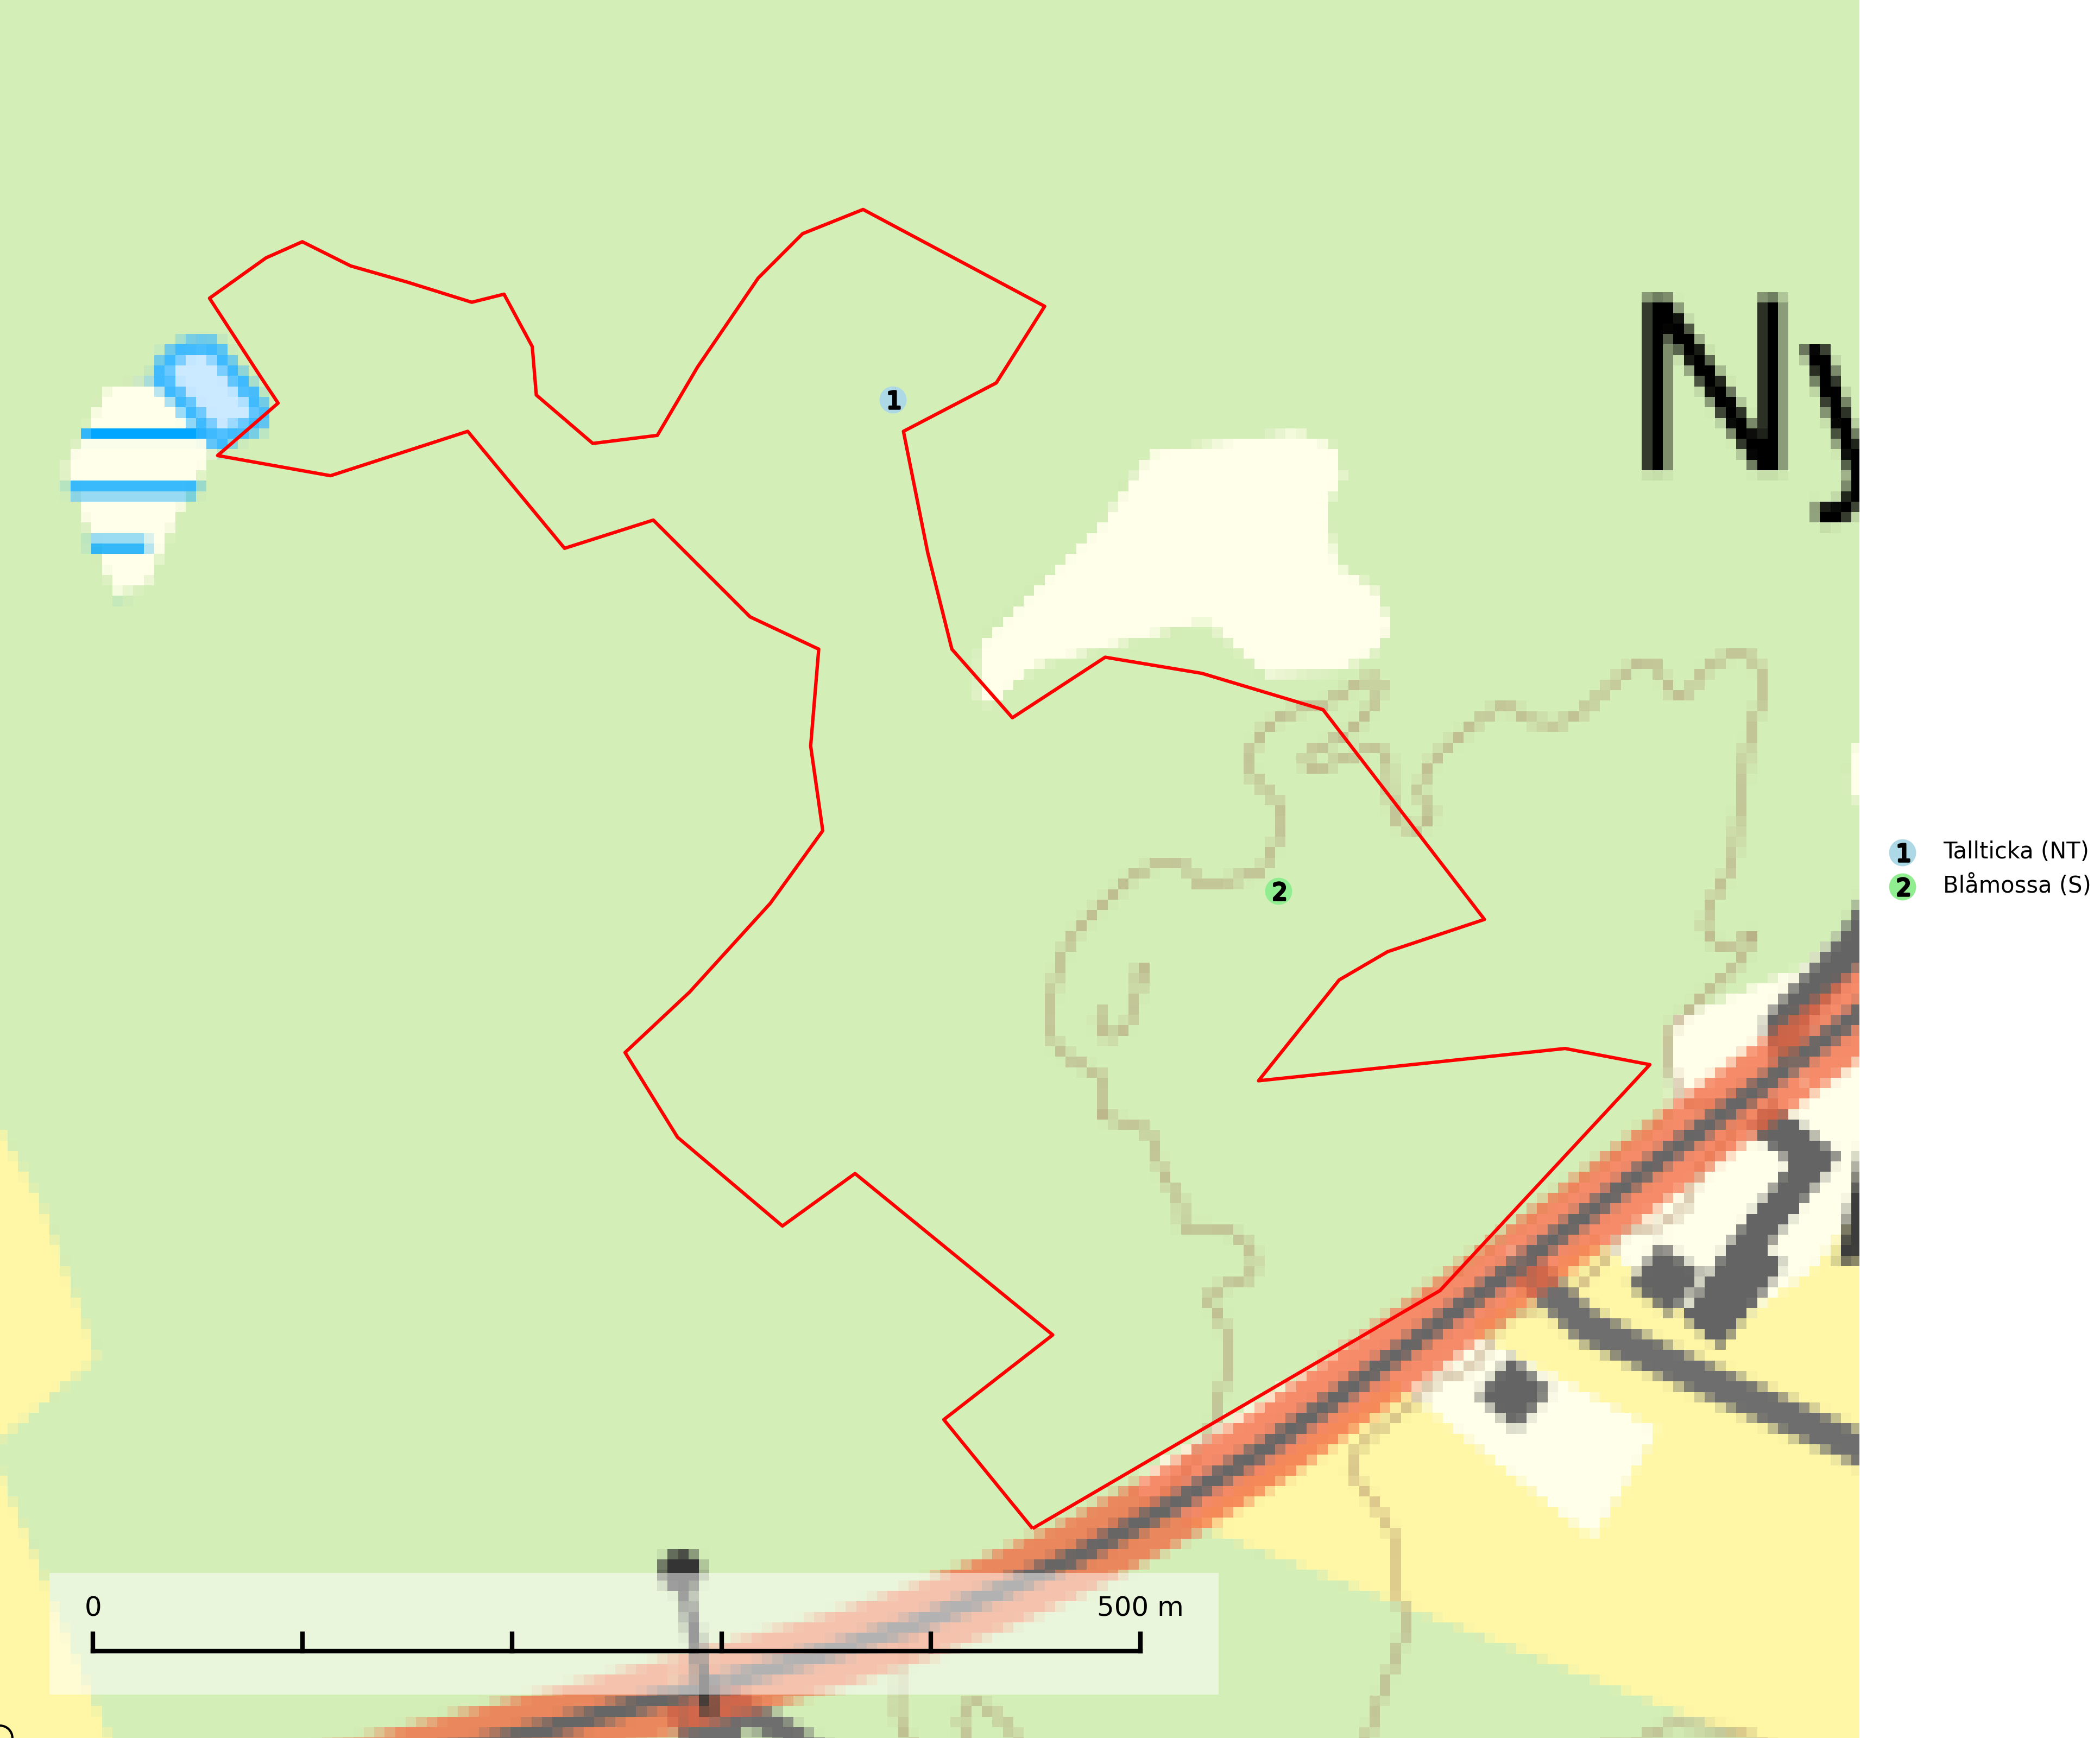 1
Ny
1 Tallticka (NT)
2 Blåmossa (S)
2
0 500 m